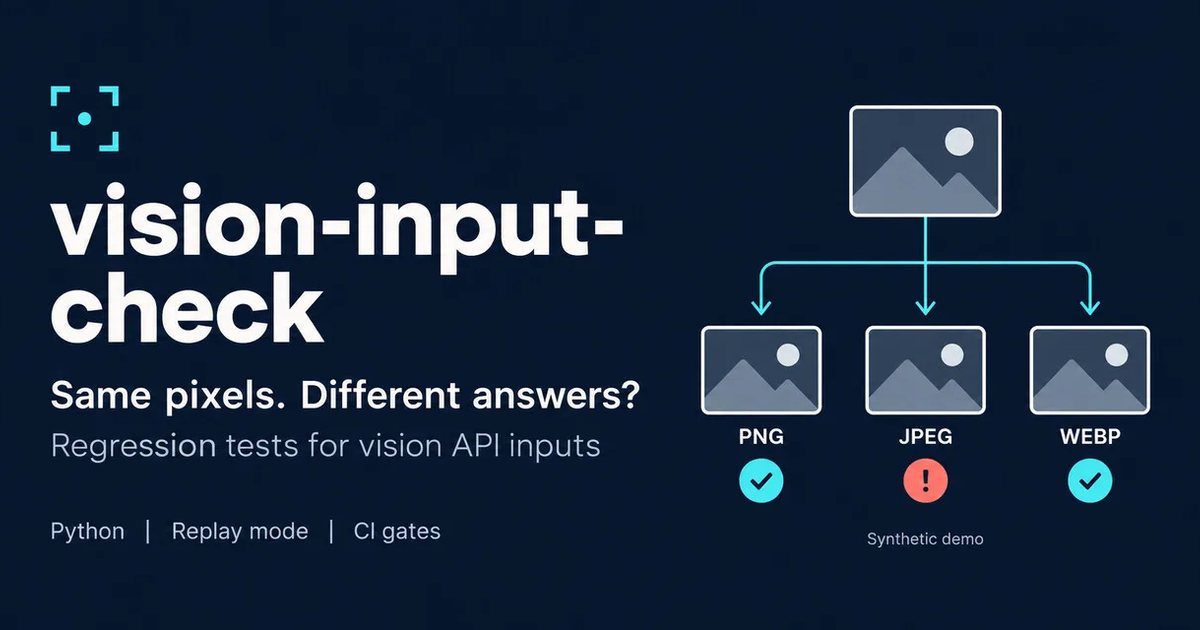 vision-input-
check
Same pixels. Different answers?
Regression tests for vision API inputs
Python | Replay mode | CI gates
PNG
JPEG
WEBP
!
Synthetic demo